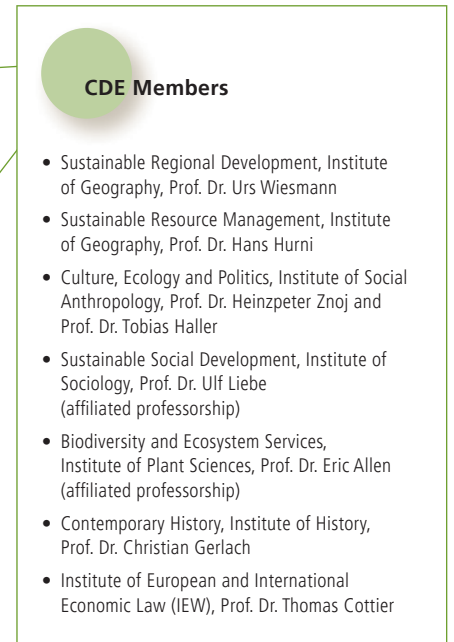 CDE Members
• Sustainable Regional Development, Institute
of Geography, Prof. Dr. Urs Wiesmann
• Sustainable Resource Management, Institute
of Geography, Prof. Dr. Hans Hurni
• Culture, Ecology and Politics, Institute of Social
Anthropology, Prof. Dr. Heinzpeter Znoj and
Prof. Dr. Tobias Haller
• Sustainable Social Development, Institute of
Sociology, Prof. Dr. Ulf Liebe
(affiliated professorship)
• Biodiversity and Ecosystem Services,
Institute of Plant Sciences, Prof. Dr. Eric Allen
(affiliated professorship)
• Contemporary History, Institute of History,
Prof. Dr. Christian Gerlach
• Institute of European and International
Economic Law (IEW), Prof. Dr. Thomas Cottier